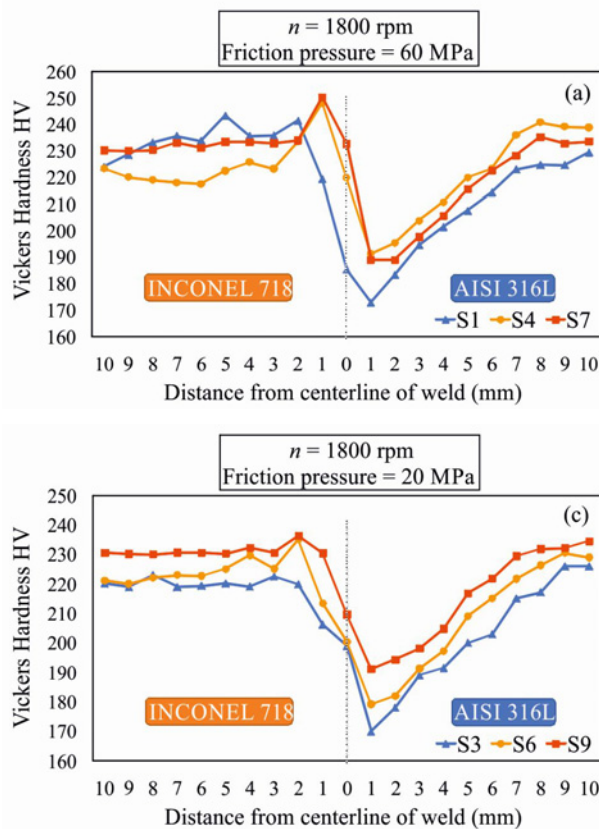 n = 1800 rpm
Friction pressure = 60 MPa
(a)
Vickers Hardness HV
260
250
240
230
220
210
200
190
180
170
160
INCONEL 718
AISI 316L
S1 S4 S7
10 9 8 7 6 5 4 3 2 1 0 1 2 3 4 5 6 7 8 9 10
Distance from centerline of weld (mm)
n = 1800 rpm
Friction pressure = 20 MPa
(c)
Vickers Hardness HV
250
240
230
220
210
200
190
180
170
160
INCONEL 718
AISI 316L
S3 S6 S9
10 9 8 7 6 5 4 3 2 1 0 1 2 3 4 5 6 7 8 9 10
Distance from centerline of weld (mm)